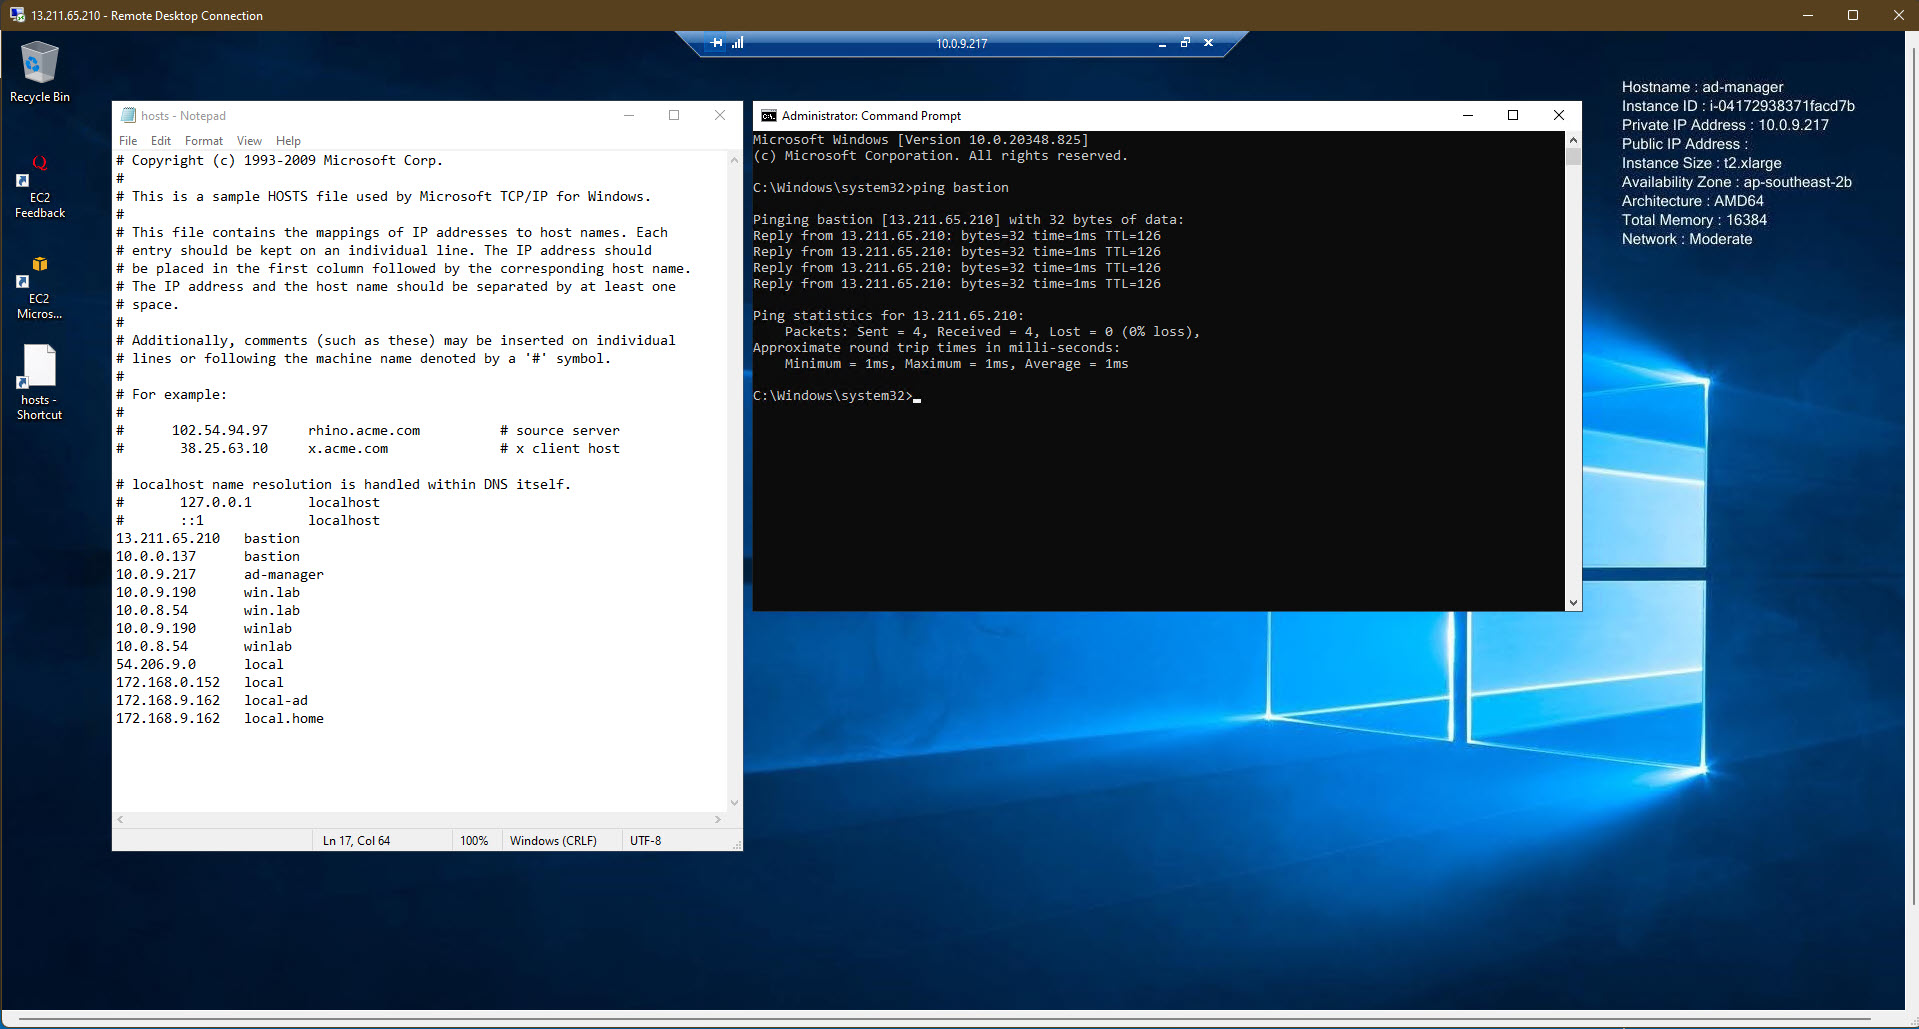 13.211.65.210 - Remote Desktop Connection
10.0.9.217
Recycle Bin
EC2
Feedback
EC2
Micros...
hosts -
Shortcut
hosts - Notepad
File Edit Format View Help
# Copyright (c) 1993-2009 Microsoft Corp.
#
# This is a sample HOSTS file used by Microsoft TCP/IP for Windows.
#
# This file contains the mappings of IP addresses to host names. Each
# entry should be kept on an individual line. The IP address should
# be placed in the first column followed by the corresponding host name.
# The IP address and the host name should be separated by at least one
# space.
#
# Additionally, comments (such as these) may be inserted on individual
# lines or following the machine name denoted by a '#' symbol.
#
# For example:
#
# 102.54.94.97 rhino.acme.com # source server
# 38.25.63.10 x.acme.com # x client host
# localhost name resolution is handled within DNS itself.
# 127.0.0.1 localhost
# ::1 localhost
13.211.65.210 bastion
10.0.0.137 bastion
10.0.9.217 ad-manager
10.0.9.190 win.lab
10.0.8.54 win.lab
10.0.9.190 winlab
10.0.8.54 winlab
54.206.9.0 local
172.168.0.152 local
172.168.9.162 local-ad
172.168.9.162 local.home
Ln 17, Col 64 100% Windows (CRLF) UTF-8
Administrator: Command Prompt
Microsoft Windows [Version 10.0.20348.825]
(c) Microsoft Corporation. All rights reserved.
C:\Windows\system32>ping bastion
Pinging bastion [13.211.65.210] with 32 bytes of data:
Reply from 13.211.65.210: bytes=32 time=1ms TTL=126
Reply from 13.211.65.210: bytes=32 time=1ms TTL=126
Reply from 13.211.65.210: bytes=32 time=1ms TTL=126
Reply from 13.211.65.210: bytes=32 time=1ms TTL=126
Ping statistics for 13.211.65.210:
Packets: Sent = 4, Received = 4, Lost = 0 (0% loss),
Approximate round trip times in milli-seconds:
Minimum = 1ms, Maximum = 1ms, Average = 1ms
C:\Windows\system32>
Hostname : ad-manager
Instance ID : i-04172938371facd7b
Private IP Address : 10.0.9.217
Public IP Address :
Instance Size : t2.xlarge
Availability Zone : ap-southeast-2b
Architecture : AMD64
Total Memory : 16384
Network : Moderate